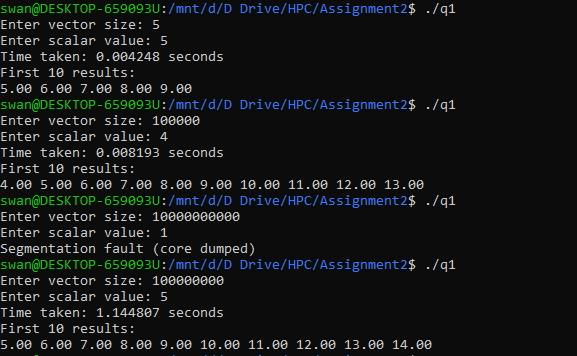 swan@DESKTOP-659093U:/mnt/d/D Drive/HPC/Assignment2$ ./q1
Enter vector size: 5
Enter scalar value: 5
Time taken: 0.004248 seconds
First 10 results:
5.00 6.00 7.00 8.00 9.00
swan@DESKTOP-659093U:/mnt/d/D Drive/HPC/Assignment2$ ./q1
Enter vector size: 100000
Enter scalar value: 4
Time taken: 0.008193 seconds
First 10 results:
4.00 5.00 6.00 7.00 8.00 9.00 10.00 11.00 12.00 13.00
swan@DESKTOP-659093U:/mnt/d/D Drive/HPC/Assignment2$ ./q1
Enter vector size: 10000000000
Enter scalar value: 1
Segmentation fault (core dumped)
swan@DESKTOP-659093U:/mnt/d/D Drive/HPC/Assignment2$ ./q1
Enter vector size: 100000000
Enter scalar value: 5
Time taken: 1.144807 seconds
First 10 results:
5.00 6.00 7.00 8.00 9.00 10.00 11.00 12.00 13.00 14.00